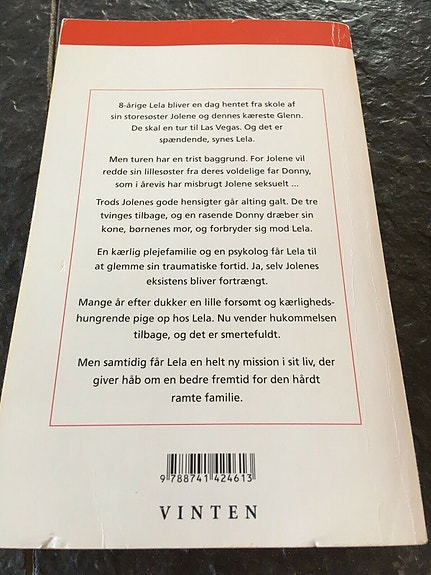 8-årige Lela bliver en dag hentet fra skole af
sin storesøster Jolene og dennes kæreste Glenn.
De skal en tur til Las Vegas. Og det er
spændende, synes Lela.
Men turen har en trist baggrund. For Jolene vil
redde sin lillesøster fra deres voldelige far Donny,
som i årevis har misbrugt Jolene seksuelt ...
Trods Jolenes gode hensigter går alting galt. De tre
tvinges tilbage, og en rasende Donny dræber sin
kone, børnenes mor, og forbryder sig mod Lela.
En kærlig plejefamilie og en psykolog får Lela til
at glemme sin traumatiske fortid. Ja, selv Jolenes
eksistens bliver fortrængt.
Mange år efter dukker en lille forsømt og kærligheds-
hungrende pige op hos Lela. Nu vender hukommelsen
tilbage, og det er smertefuldt.
Men samtidig får Lela en helt ny mission i sit liv, der
giver håb om en bedre fremtid for den hårdt
ramte familie.
9 788741 424613
VINTEN